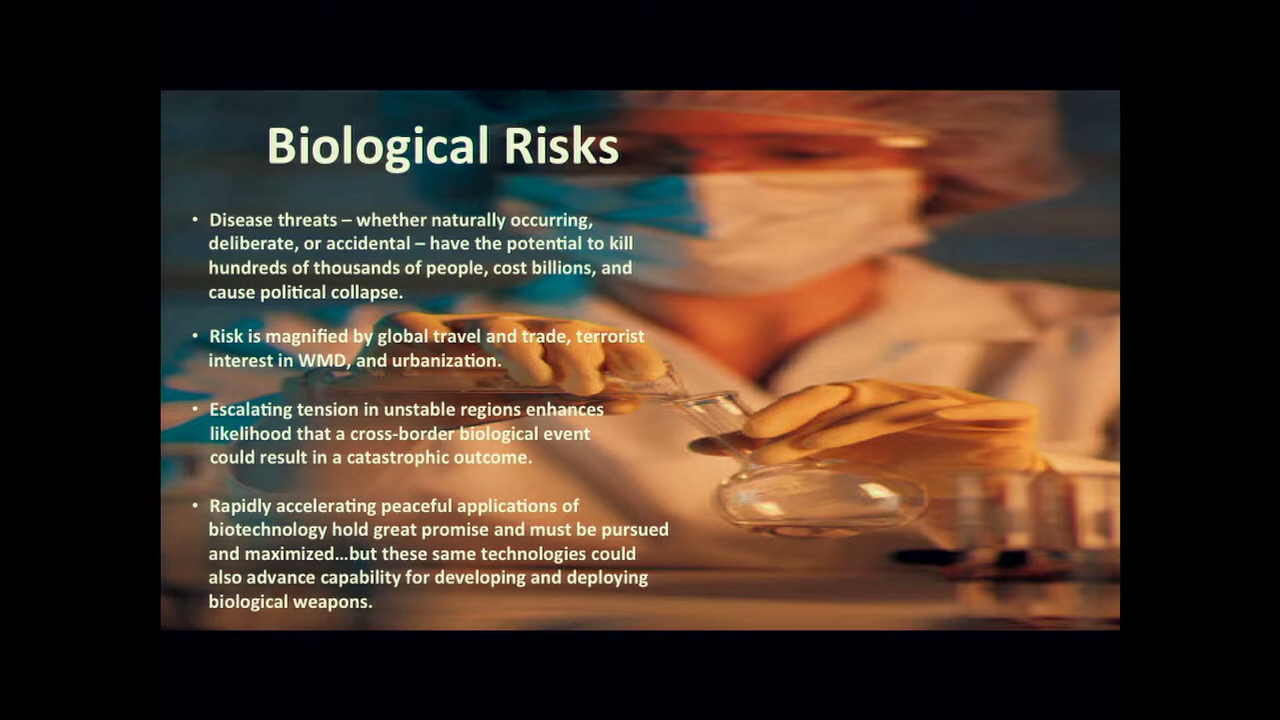 Biological Risks
• Disease threats – whether naturally occurring,
deliberate, or accidental – have the potential to kill
hundreds of thousands of people, cost billions, and
cause political collapse.
• Risk is magnified by global travel and trade, terrorist
interest in WMD, and urbanization.
• Escalating tension in unstable regions enhances
likelihood that a cross-border biological event
could result in a catastrophic outcome.
• Rapidly accelerating peaceful applications of
biotechnology hold great promise and must be pursued
and maximized…but these same technologies could
also advance capability for developing and deploying
biological weapons.